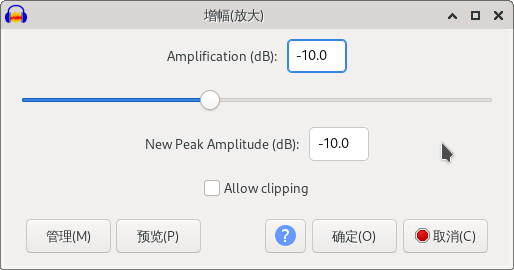 增幅(放大)
Amplification (dB): -10.0
New Peak Amplitude (dB): -10.0
Allow clipping
管理(M) 预览(P) ? 确定(O) 取消(C)